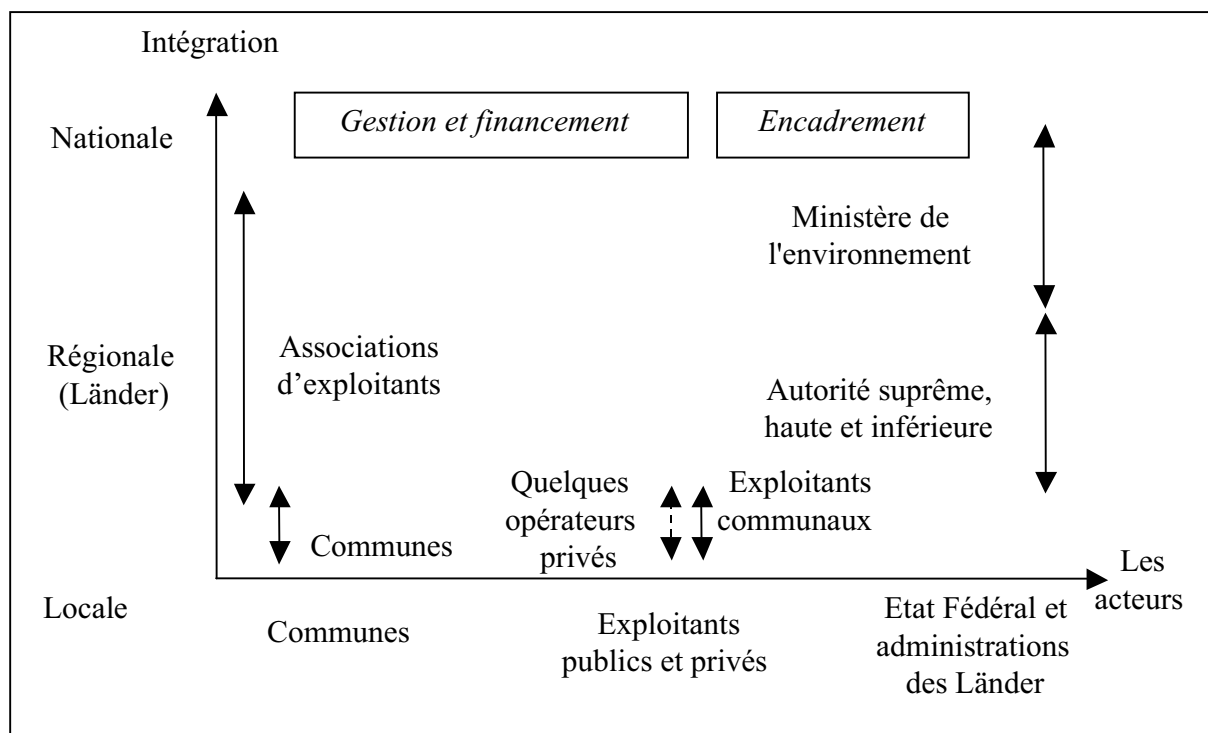 Intégration
Nationale
Gestion et financement
Encadrement
Ministère de
l'environnement
Régionale
(Länder)
Associations
d’exploitants
Autorité suprême,
haute et inférieure
Quelques
opérateurs
privés
Exploitants
communaux
Communes
Les
acteurs
Locale
Communes
Exploitants
publics et privés
Etat Fédéral et
administrations
des Länder